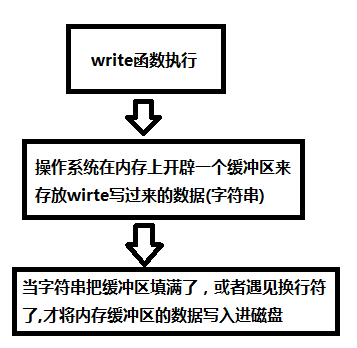 write函数执行
操作系统在内存上开辟一个缓冲区来
存放wirte写过来的数据(字符串)
当字符串把缓冲区填满了，或者遇见换行符
了,才将内存缓冲区的数据写入进磁盘